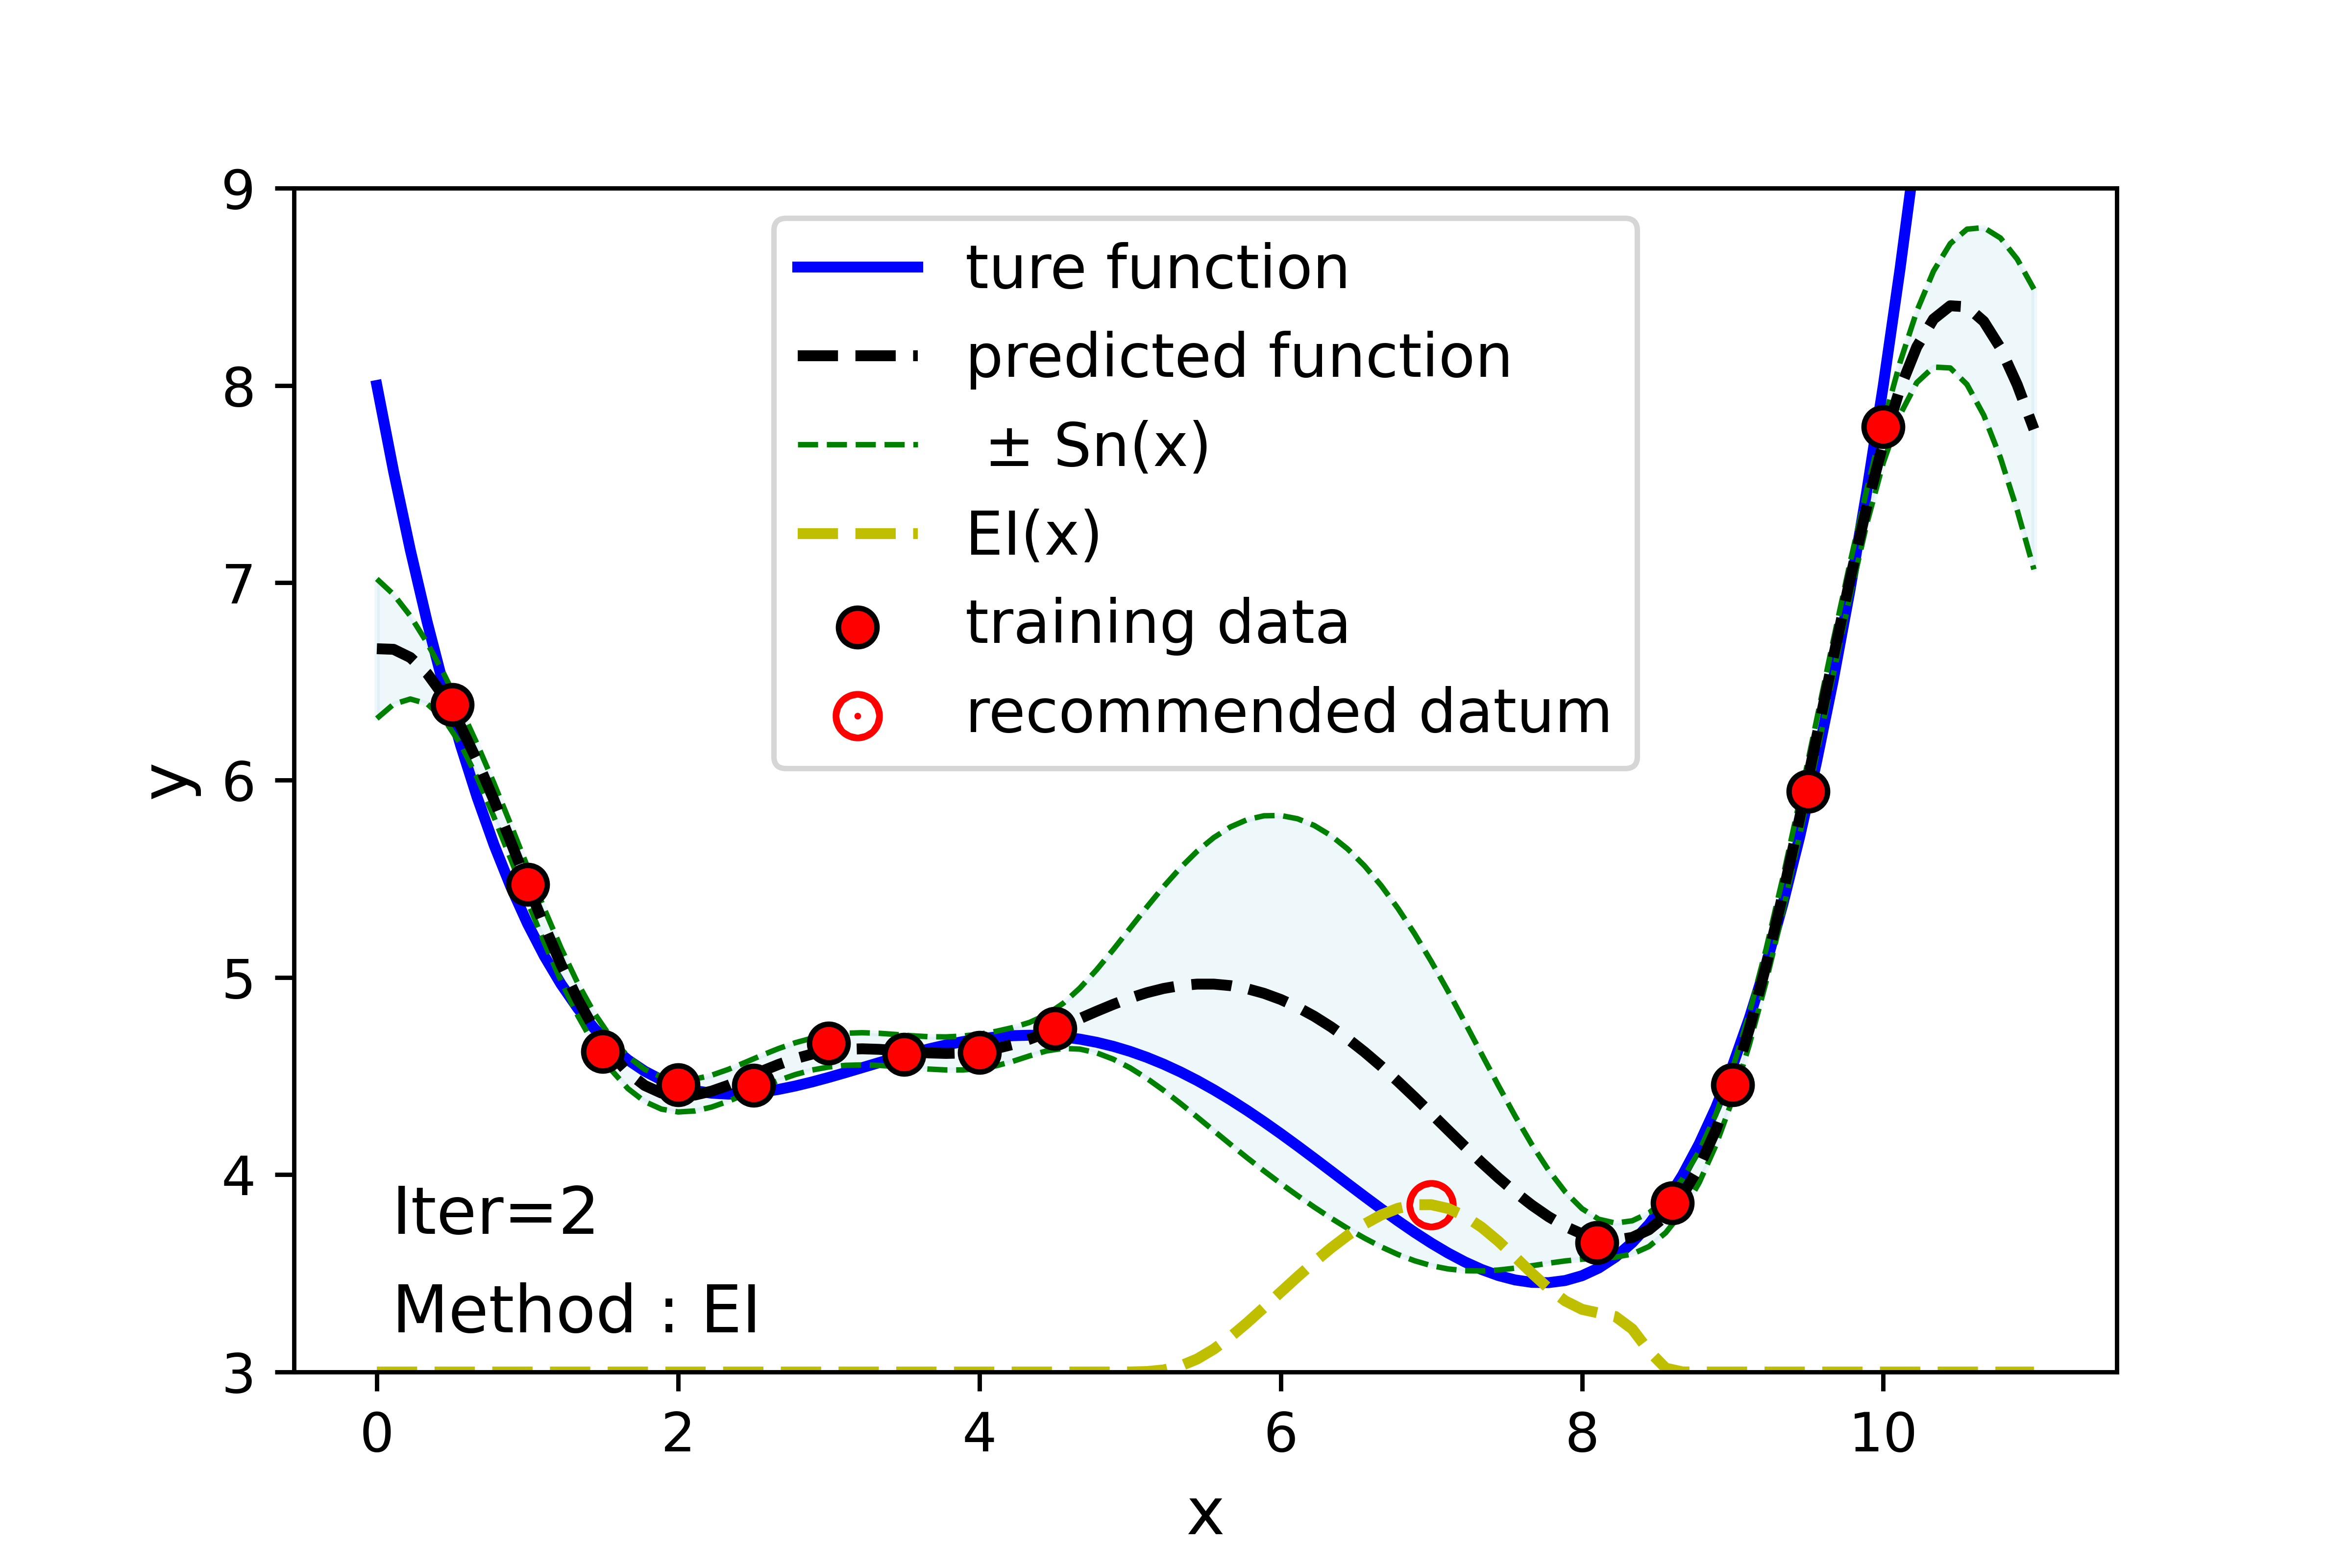 9
8
7
6
5
4
3
y
ture function
predicted function
± Sn(x)
EI(x)
training data
recommended datum
Iter=2
Method : EI
0 2 4 6 8 10
x